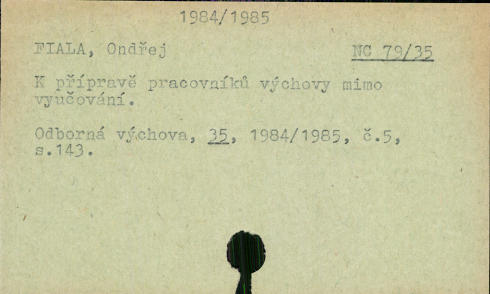 1984/1985
FIALA, Ondřej NC 79/35
K přípravě pracovníků výchovy mimo
vyučování.
Odborná výchova, 35, 1984/1985, č.5,
s.143.